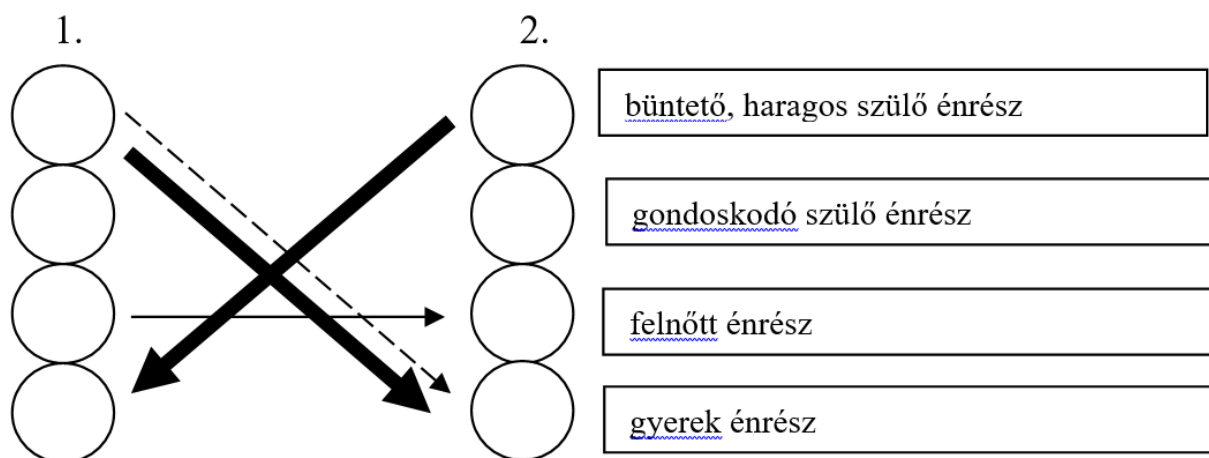 1.
2.
büntető, haragos szülő énrész
gondoskodó szülő énrész
felnőtt énrész
gyerek énrész